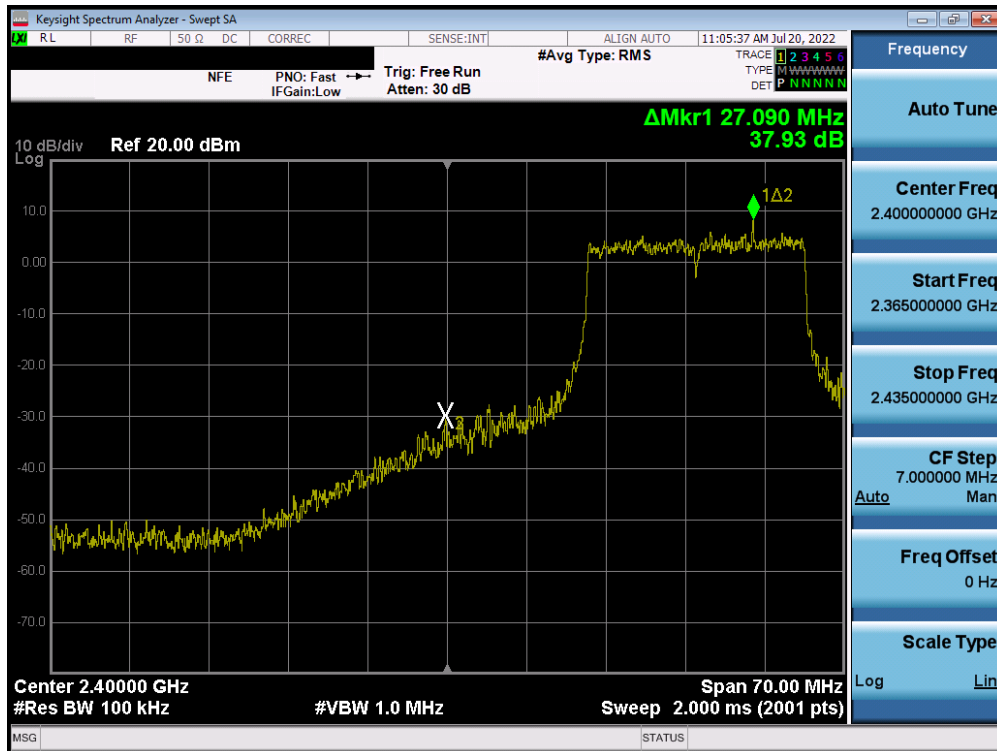 Keysight Spectrum Analyzer - Swept SA
LXI RL RF 50 Ω DC CORREC SENSE:INT ALIGN AUTO 11:05:37 AM Jul 20, 2022
#Avg Type: RMS
TRACE 1 2 3 4 5 6
TYPE M WWWWW
DET P N N N N N
NFE PNO: Fast Trig: Free Run
IFGain:Low Atten: 30 dB
ΔMkr1 27.090 MHz
37.93 dB
10 dB/div Ref 20.00 dBm
Log
1Δ2
10.0
0.00
-10.0
-20.0
-30.0
X2
-40.0
-50.0
-60.0
-70.0
Center 2.40000 GHz Span 70.00 MHz
#Res BW 100 kHz #VBW 1.0 MHz Sweep 2.000 ms (2001 pts)
MSG STATUS
Frequency
Auto Tune
Center Freq
2.400000000 GHz
Start Freq
2.365000000 GHz
Stop Freq
2.435000000 GHz
CF Step
7.000000 MHz
Auto Man
Freq Offset
0 Hz
Scale Type
Log Lin